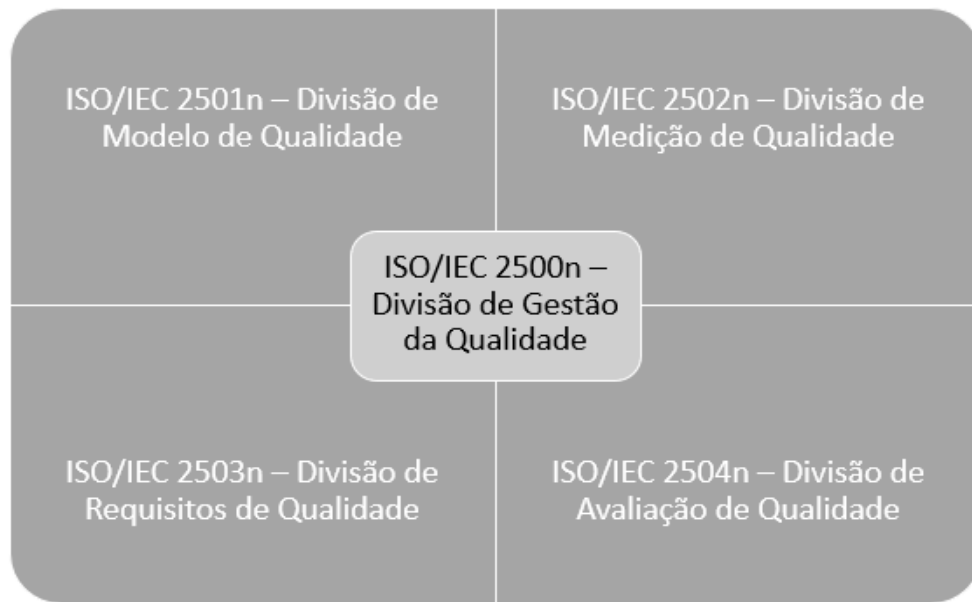 ISO/IEC 2501n – Divisão de
Modelo de Qualidade
ISO/IEC 2502n – Divisão de
Medição de Qualidade
ISO/IEC 2500n –
Divisão de Gestão
da Qualidade
ISO/IEC 2503n – Divisão de
Requisitos de Qualidade
ISO/IEC 2504n – Divisão de
Avaliação de Qualidade